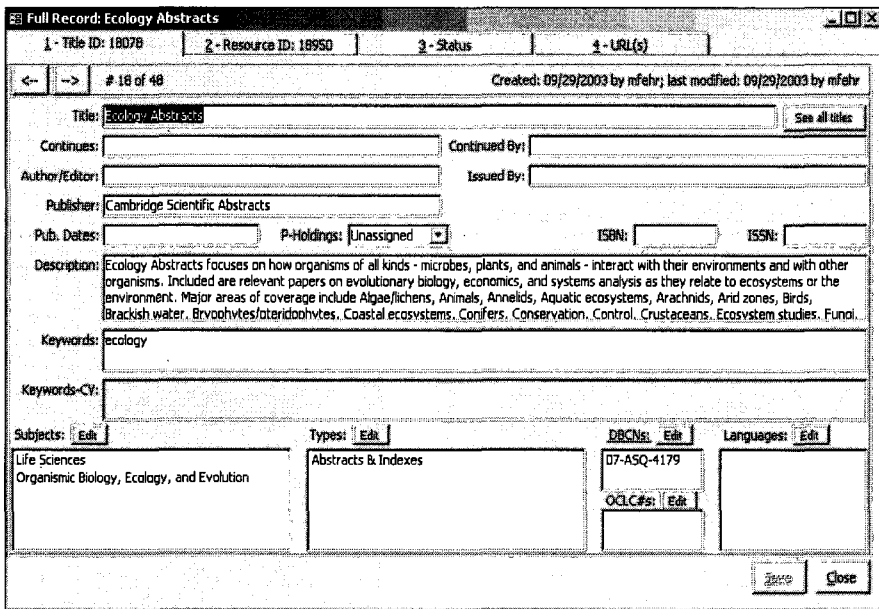 Full Record: Ecology Abstracts
1 - Title ID: 18078 2 - Resource ID: 18950 3 - Status 4 - URL(s)
<-- --> # 18 of 48 Created: 09/29/2003 by mfehr; last modified: 09/29/2003 by mfehr
Title: Ecology Abstracts See all titles
Continues: Continued By:
Author/Editor: Issued By:
Publisher: Cambridge Scientific Abstracts
Pub. Dates: P-Holdings: Unassigned ISBN: ISSN:
Description: Ecology Abstracts focuses on how organisms of all kinds - microbes, plants, and animals - interact with their environments and with other
organisms. Included are relevant papers on evolutionary biology, economics, and systems analysis as they relate to ecosystems or the
environment. Major areas of coverage include Algae/lichens, Animals, Annelids, Aquatic ecosystems, Arachnids, Arid zones, Birds,
Brackish water, Bryophytes/pteridophytes, Coastal ecosystems, Conifers, Conservation, Control, Crustaceans, Ecosystem studies, Fungi,
Keywords: ecology
Keywords-CY:
Subjects: Edit Types: Edit DBCNs: Edit Languages: Edit
Life Sciences Abstracts & Indexes 07-ASQ-4179
Organismic Biology, Ecology, and Evolution
OCLC#s: Edit
Save Close